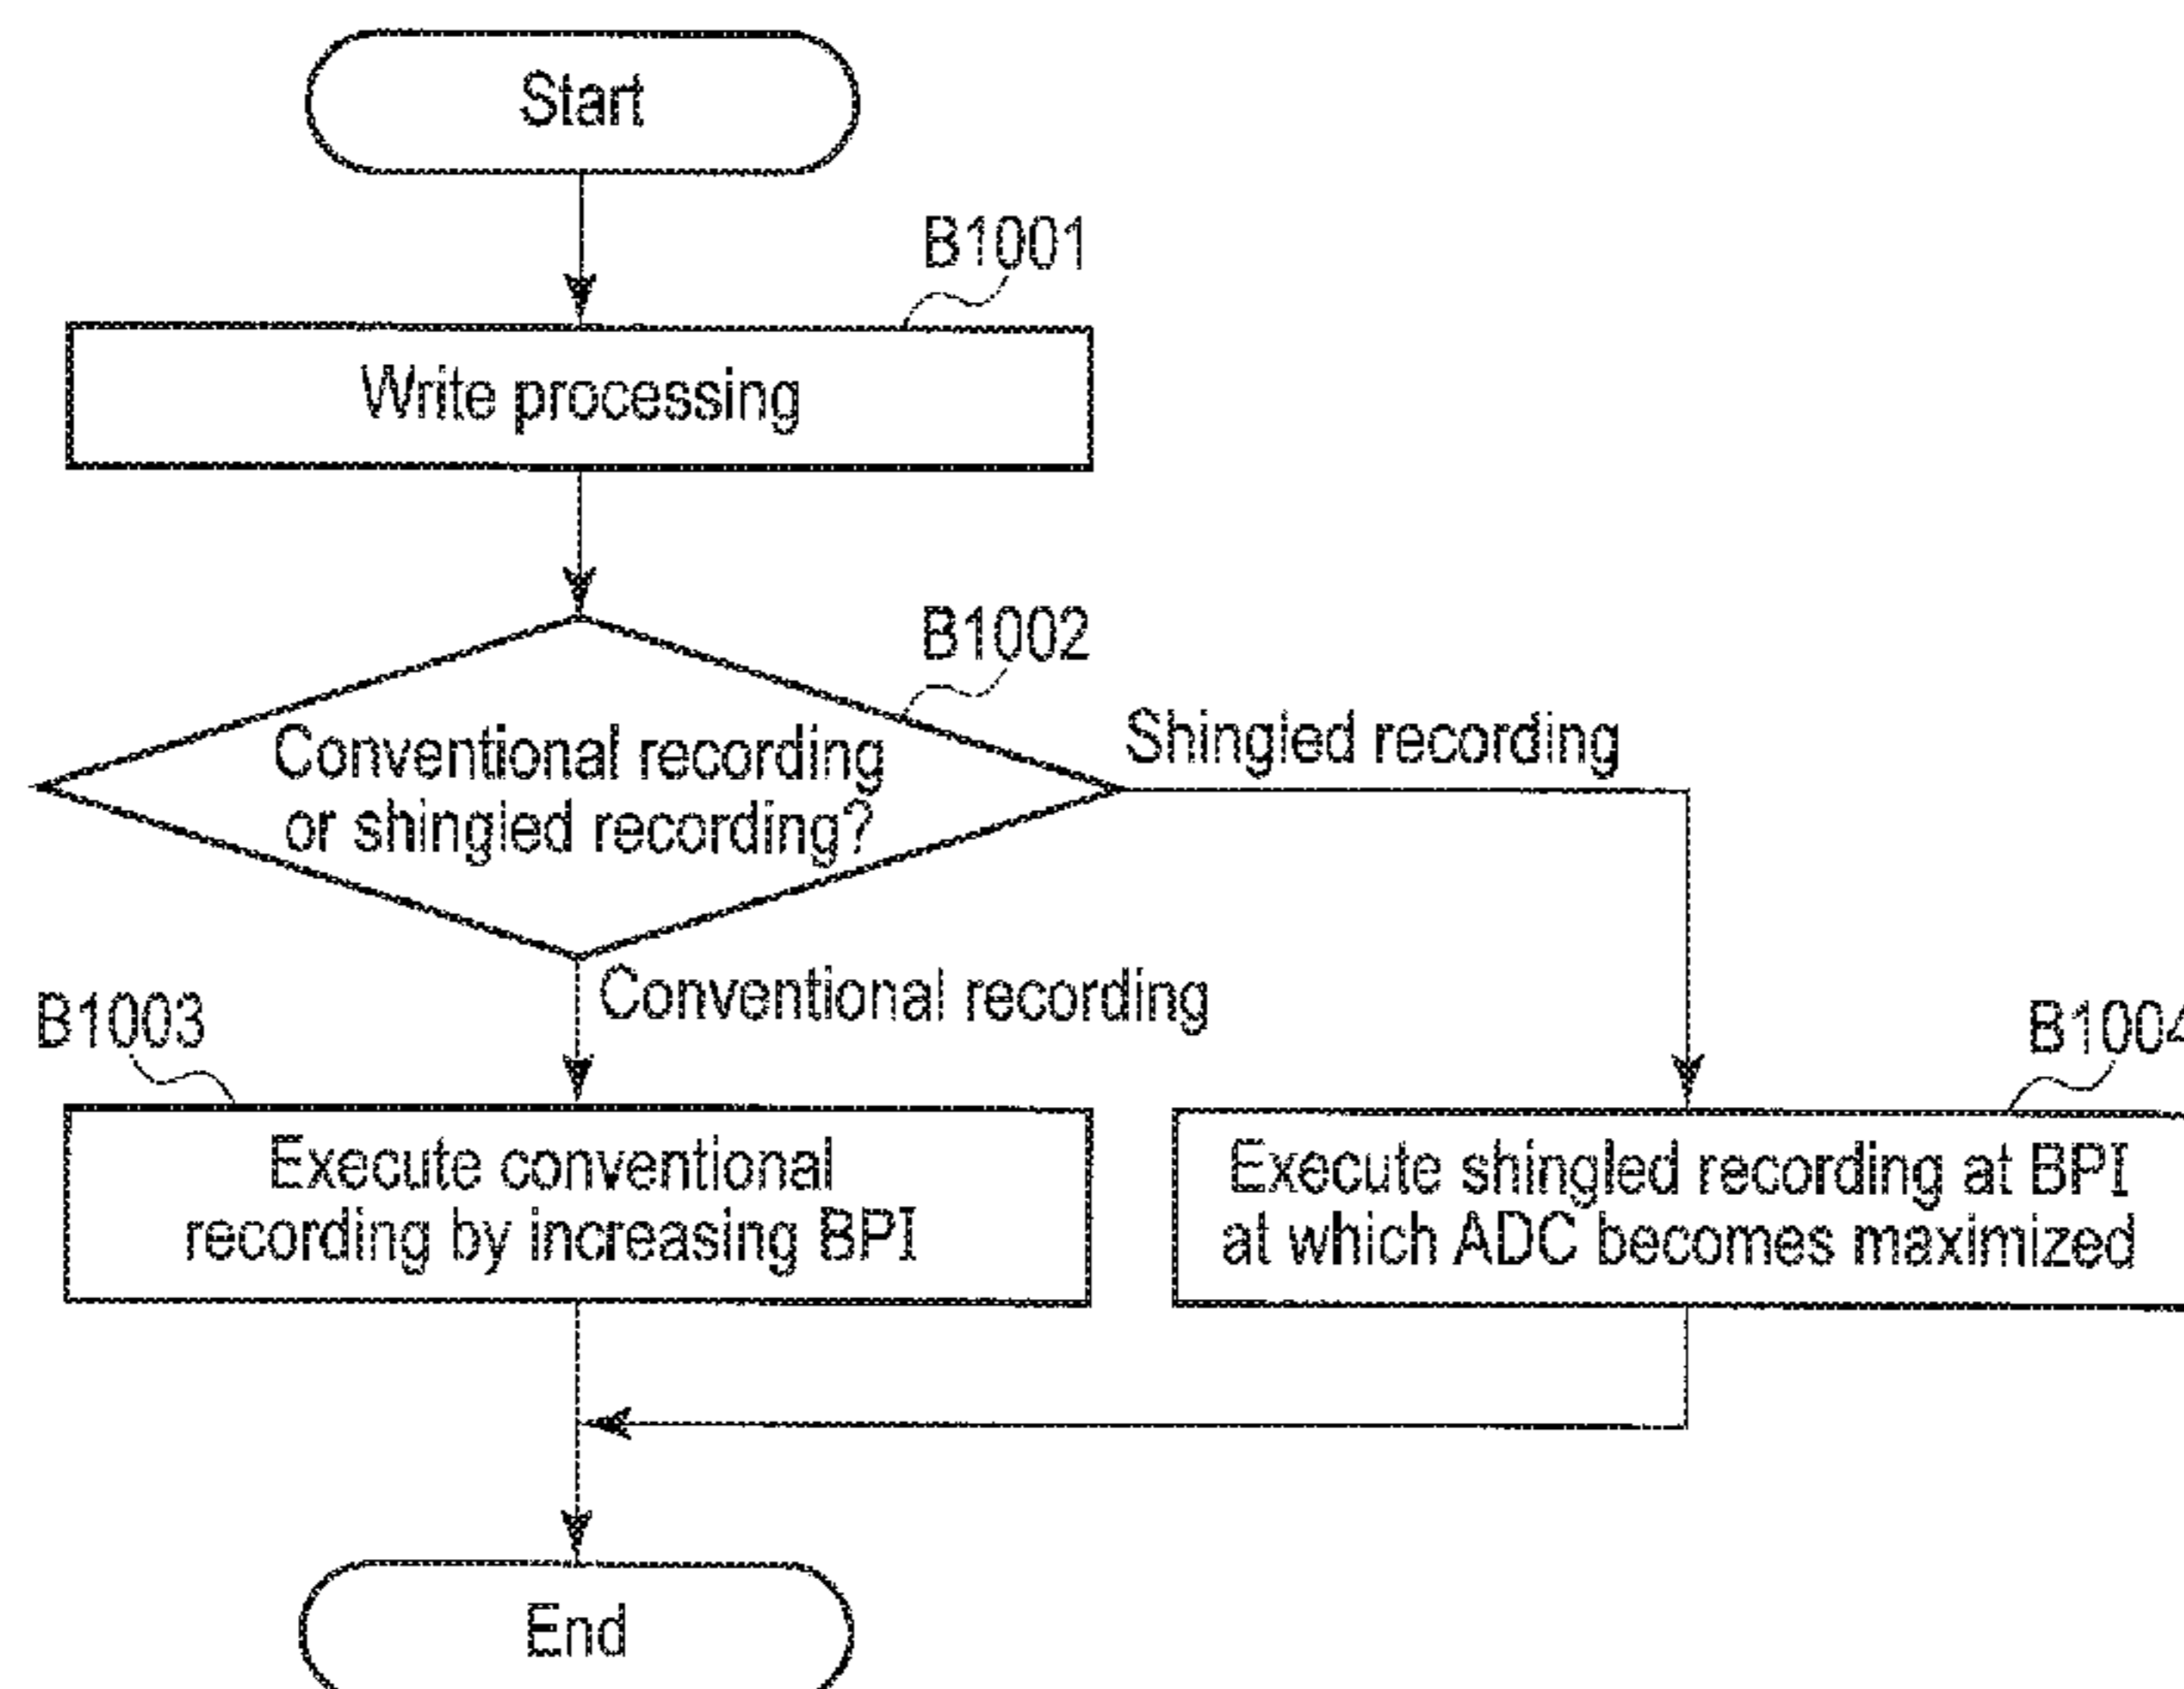 Start
B1001
Write processing
B1002
Conventional recording
or shingled recording?
Shingled recording
Conventional recording
B1003
Execute conventional
recording by increasing BPI
B1004
Execute shingled recording at BPI
at which ADC becomes maximized
End